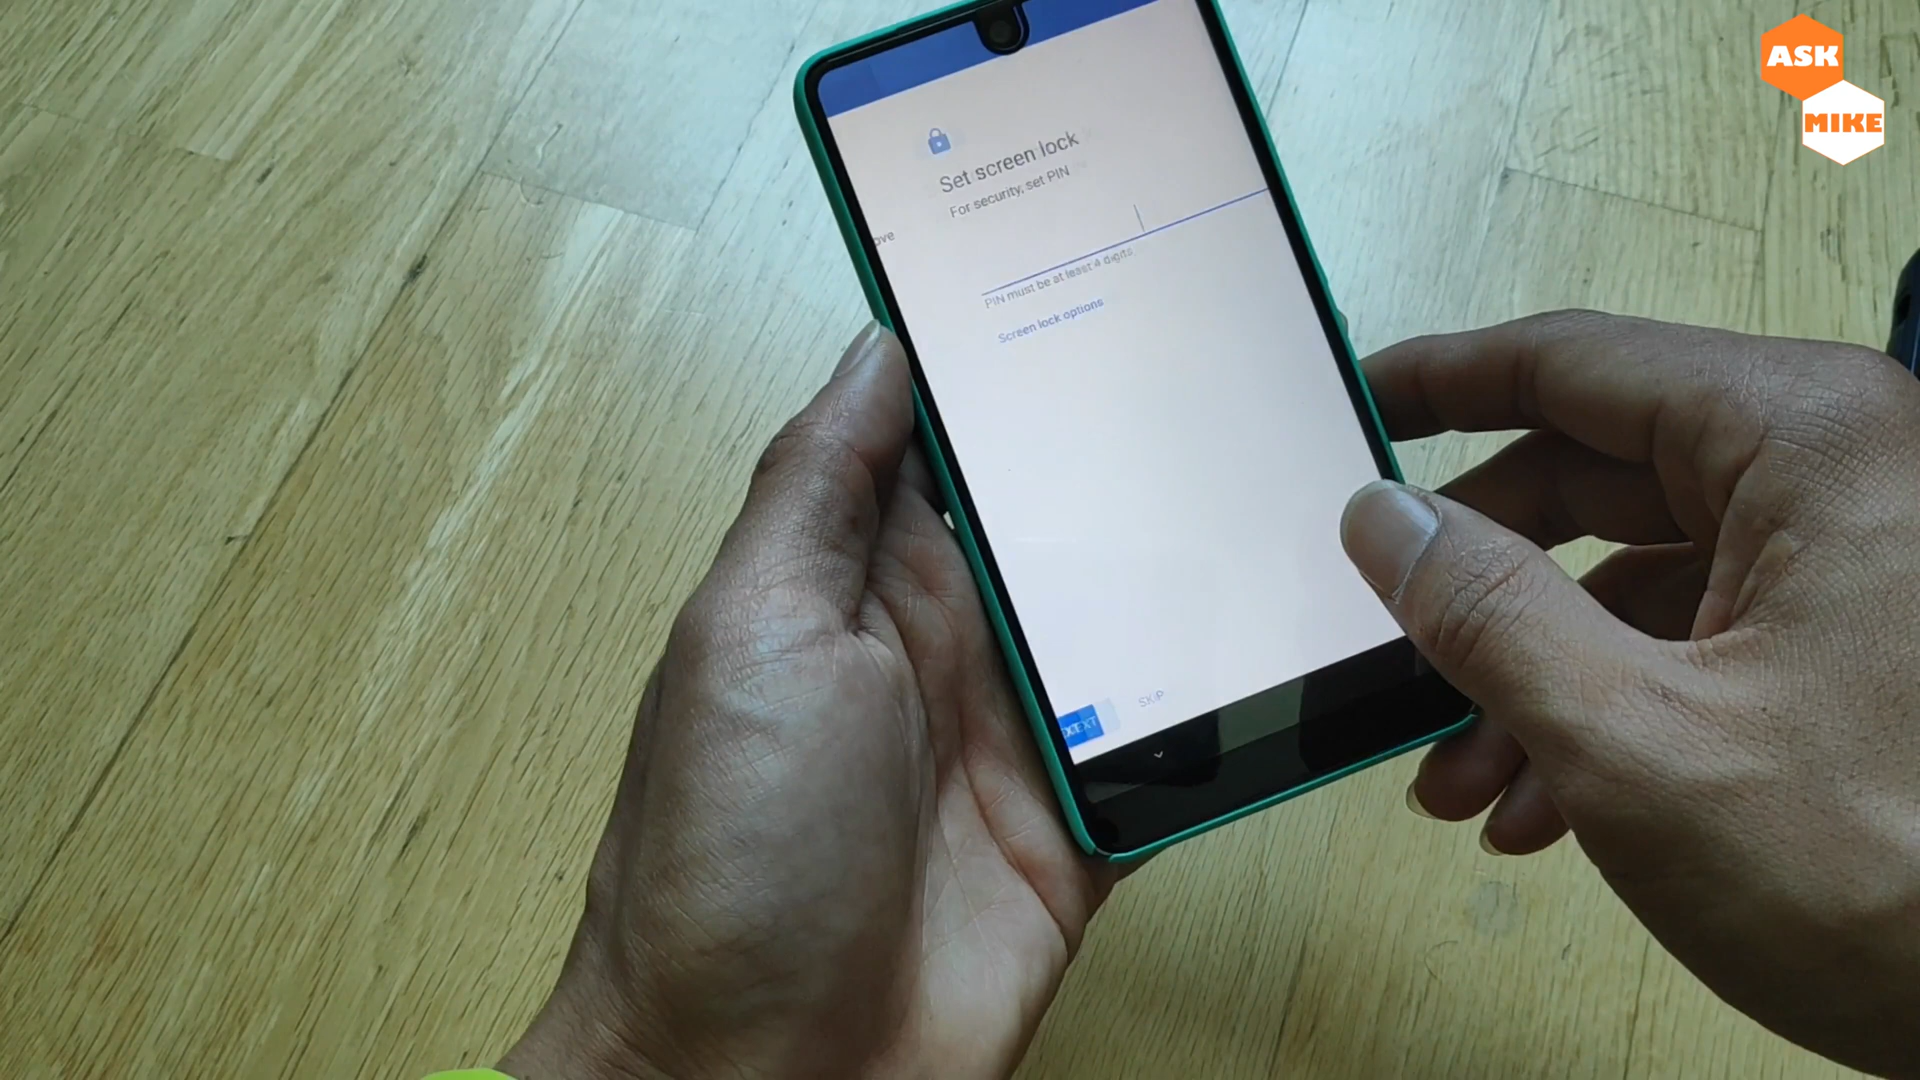 ASK
MIKE
Set screen lock
For security, set PIN
ove
PIN must be at least 4 digits
Screen lock options
SKIP